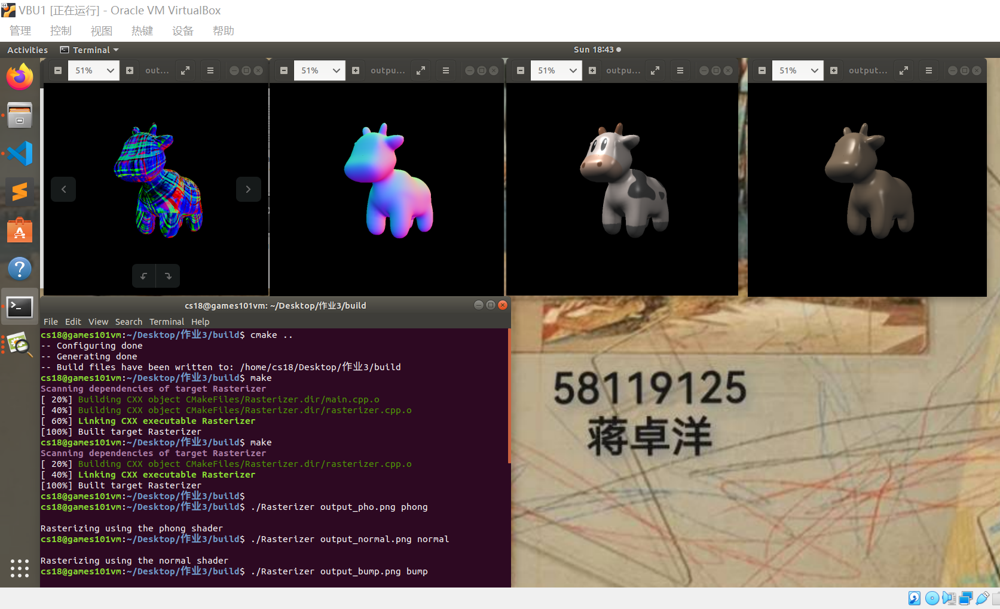 VBU1 [正在运行] - Oracle VM VirtualBox
管理 控制 视图 热键 设备 帮助
Activities Terminal Sun 18:43
51% out... 51% outpu... 51% outpu... 51% output...
cs18@games101vm: ~/Desktop/作业3/build
File Edit View Search Terminal Help
cs18@games101vm:~/Desktop/作业3/build$ cmake ..
-- Configuring done
-- Generating done
-- Build files have been written to: /home/cs18/Desktop/作业3/build
cs18@games101vm:~/Desktop/作业3/build$ make
Scanning dependencies of target Rasterizer
[ 20%] Building CXX object CMakeFiles/Rasterizer.dir/main.cpp.o
[ 40%] Building CXX object CMakeFiles/Rasterizer.dir/rasterizer.cpp.o
[ 60%] Linking CXX executable Rasterizer
[100%] Built target Rasterizer
cs18@games101vm:~/Desktop/作业3/build$ make
Scanning dependencies of target Rasterizer
[ 20%] Building CXX object CMakeFiles/Rasterizer.dir/rasterizer.cpp.o
[ 40%] Linking CXX executable Rasterizer
[100%] Built target Rasterizer
cs18@games101vm:~/Desktop/作业3/build$
cs18@games101vm:~/Desktop/作业3/build$ ./Rasterizer output_pho.png phong
Rasterizing using the phong shader
cs18@games101vm:~/Desktop/作业3/build$ ./Rasterizer output_normal.png normal
Rasterizing using the normal shader
cs18@games101vm:~/Desktop/作业3/build$ ./Rasterizer output_bump.png bump
58119125
蒋卓洋